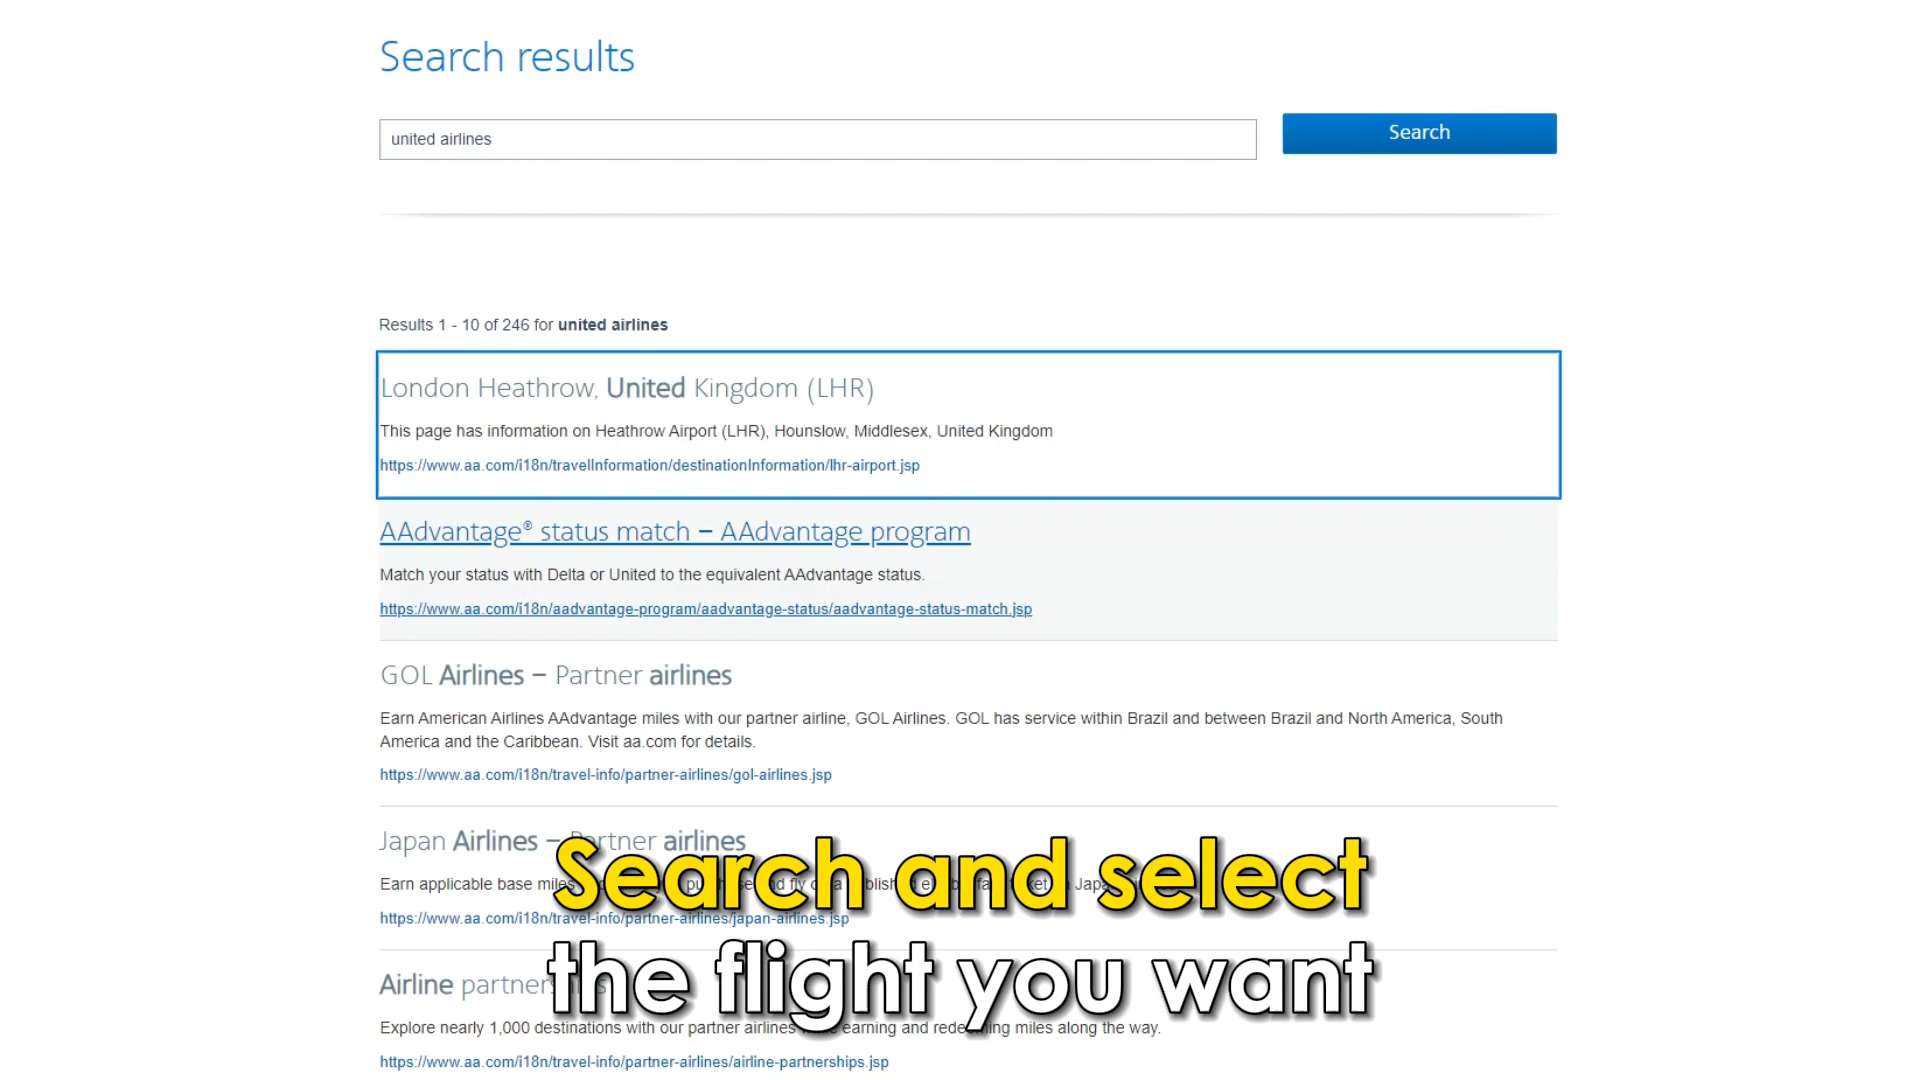 Search results
united airlines
Search
Results 1 - 10 of 246 for united airlines
London Heathrow, United Kingdom (LHR)
This page has information on Heathrow Airport (LHR), Hounslow, Middlesex, United Kingdom
https://www.aa.com/i18n/travelInformation/destinationInformation/lhr-airport.jsp
AAdvantage® status match – AAdvantage program
Match your status with Delta or United to the equivalent AAdvantage status.
https://www.aa.com/i18n/aadvantage-program/aadvantage-status/aadvantage-status-match.jsp
GOL Airlines – Partner airlines
Earn American Airlines AAdvantage miles with our partner airline, GOL Airlines. GOL has service within Brazil and between Brazil and North America, South
America and the Caribbean. Visit aa.com for details.
https://www.aa.com/i18n/travel-info/partner-airlines/gol-airlines.jsp
Japan Airlines – Partner airlines
Earn applicable base miles
https://www.aa.com/i18n/travel-info/partner-airlines/japan-airlines.jsp
Search and select
the flight you want
Airline
Explore nearly 1,000 destinations with our partner airlines earning and redeeming miles along the way.
https://www.aa.com/i18n/travel-info/partner-airlines/airline-partnerships.jsp